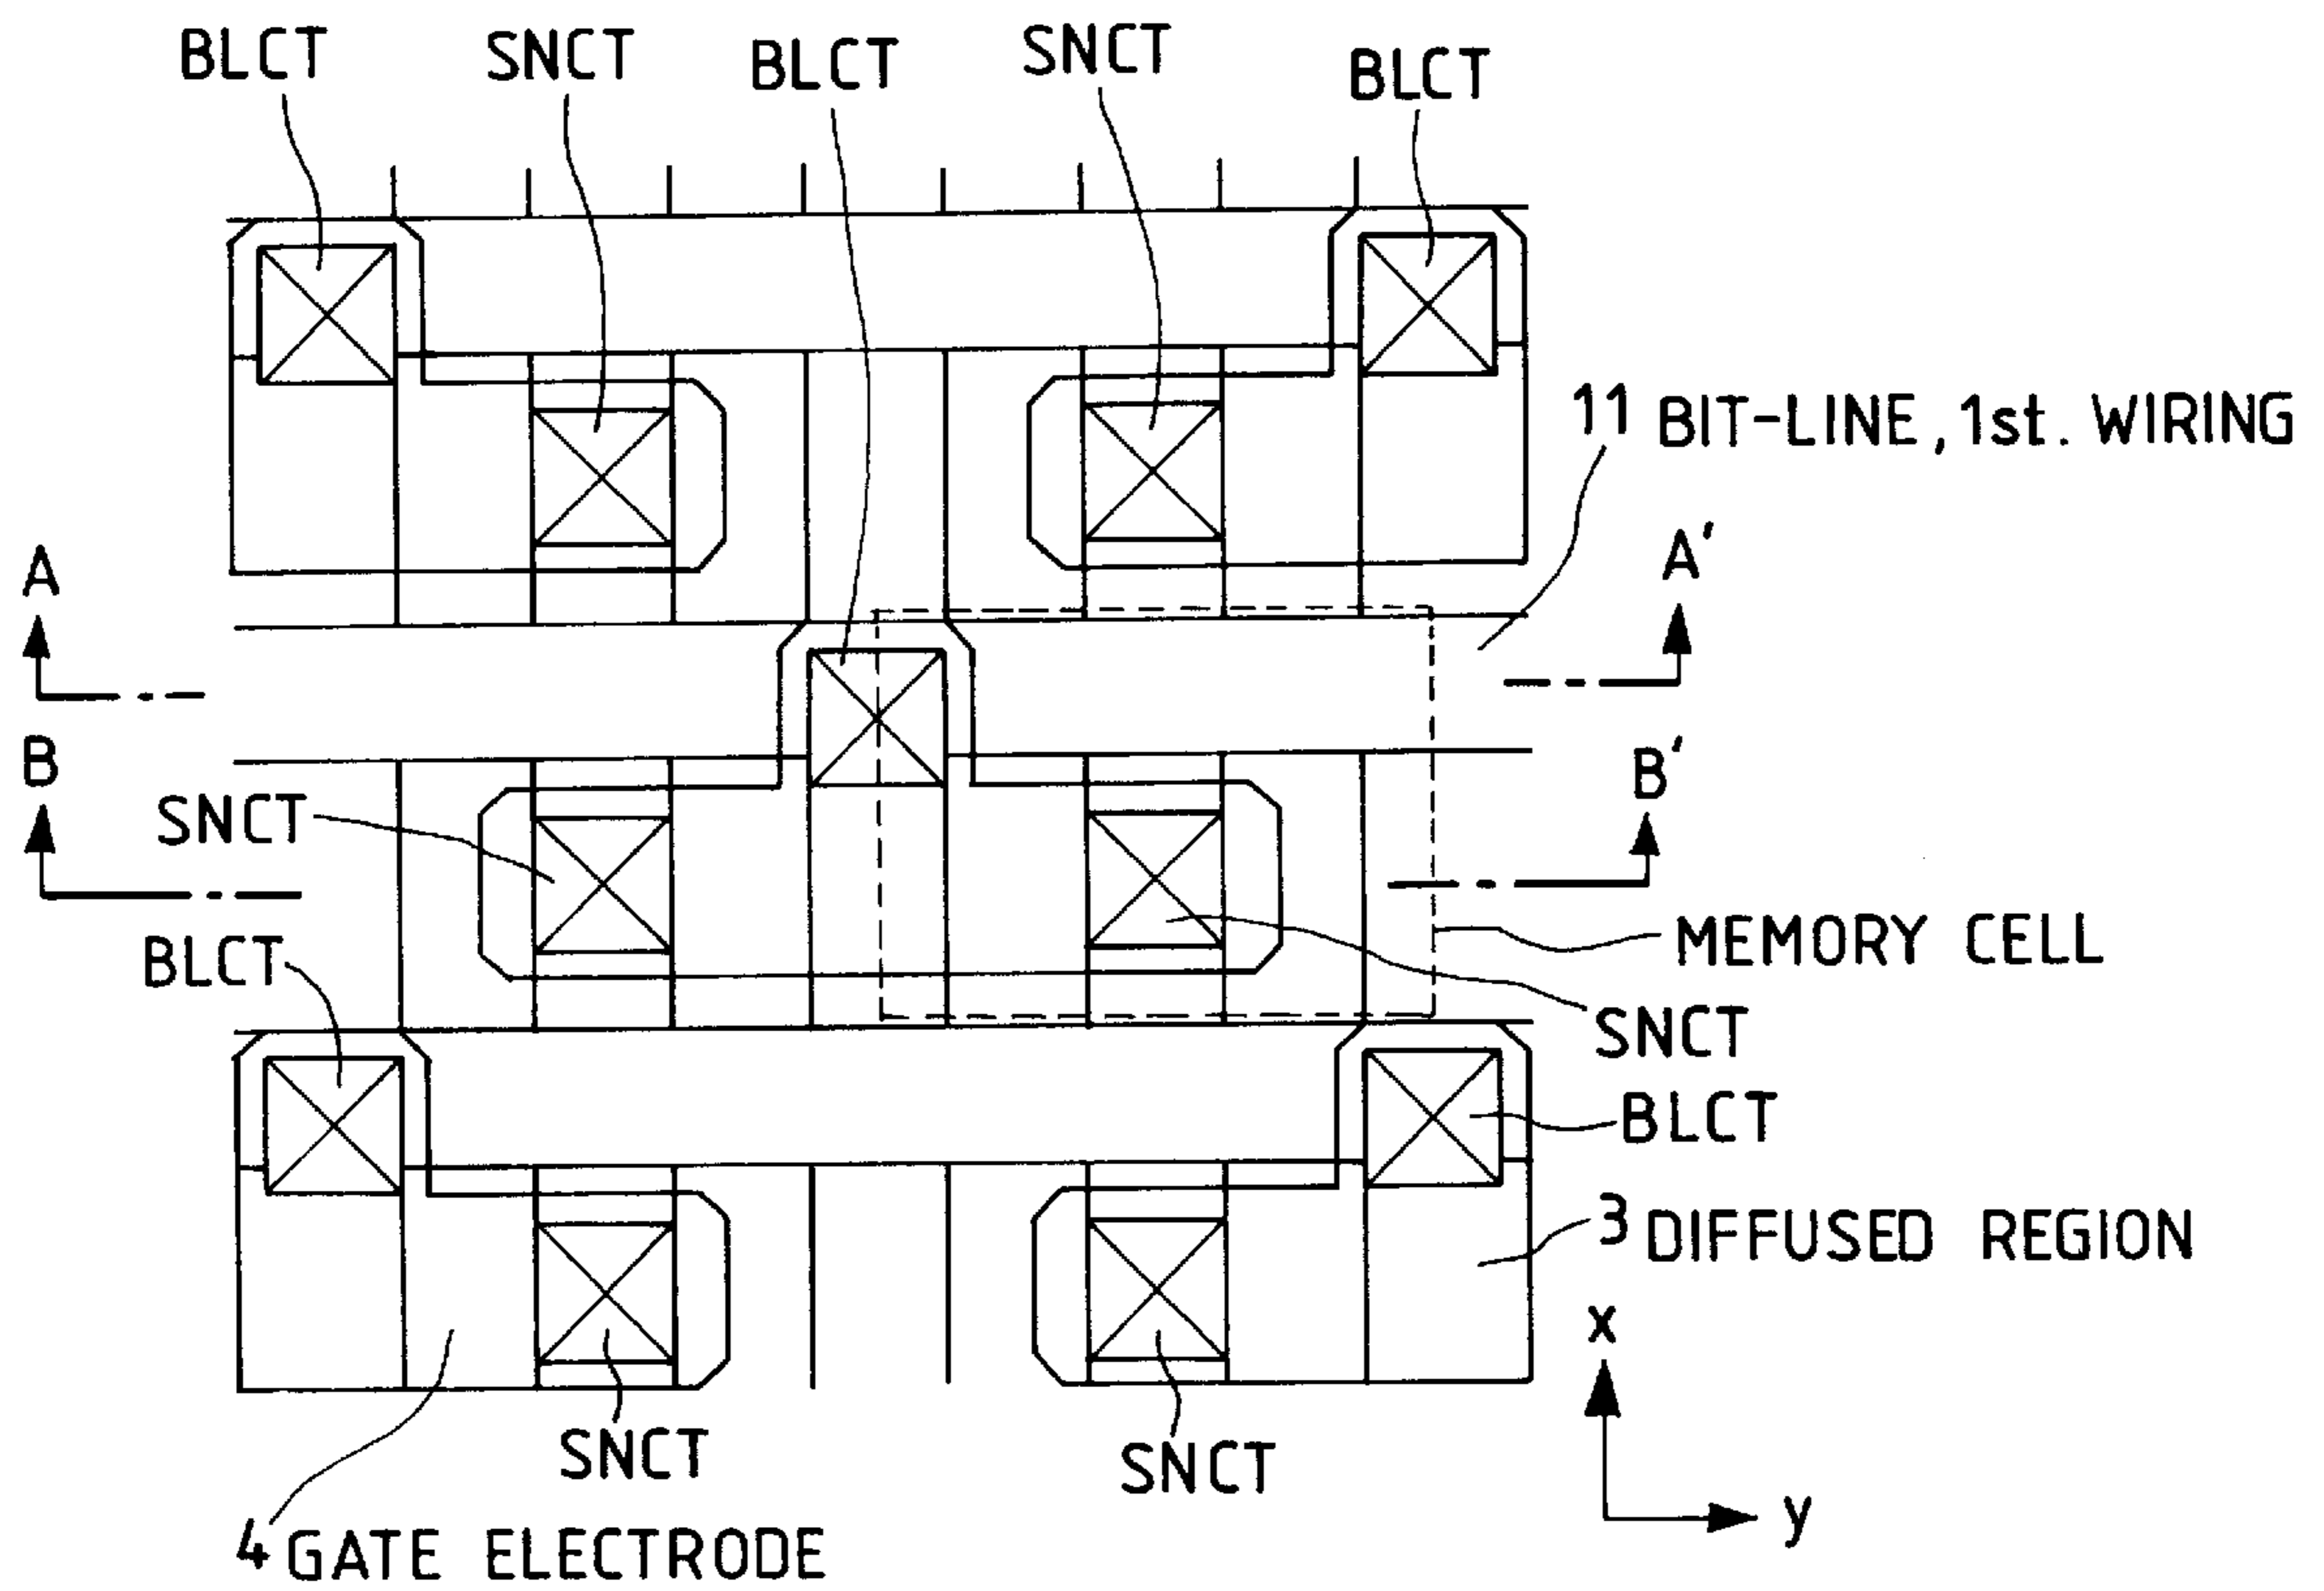 BLCT
SNCT
BLCT
SNCT
BLCT
11 BIT-LINE, 1st. WIRING
A
A'
B
B'
SNCT
MEMORY CELL
BLCT
SNCT
BLCT
3 DIFFUSED REGION
x
SNCT
SNCT
y
4 GATE ELECTRODE